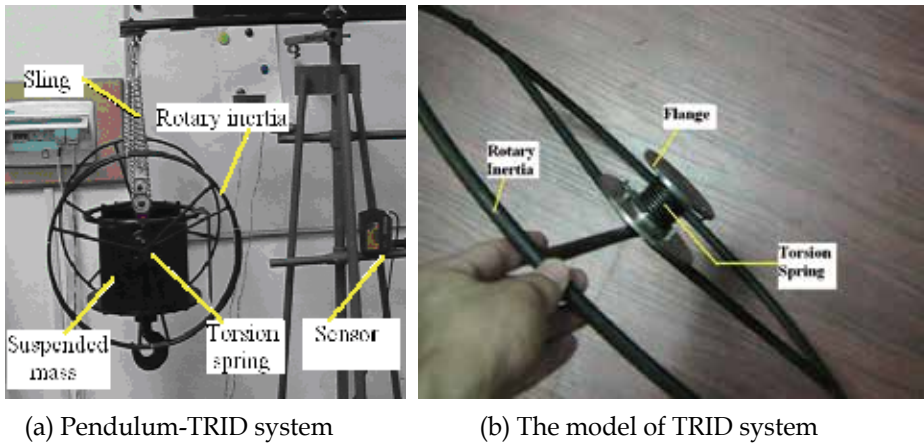 Sling
Rotary inertia
Suspended
mass
Torsion
spring
Sensor
Flange
Rotary
Inertia
Torsion
Spring
(a) Pendulum-TRID system
(b) The model of TRID system